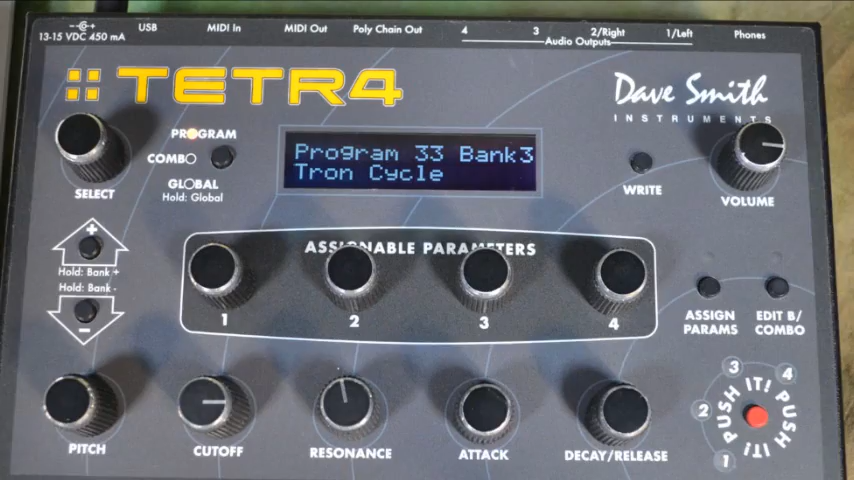 13-15 VDC 450 mA
USB
MIDI In
MIDI Out
Poly Chain Out
4
3
2/Right
1/Left
Audio Outputs
Phones
TETR4
Dave Smith
INSTRUMENTS
PROGRAM
COMBO
GLOBAL
Hold: Global
SELECT
Program 33 Bank3
Tron Cycle
WRITE
VOLUME
+
Hold: Bank +
Hold: Bank -
-
ASSIGNABLE PARAMETERS
1
2
3
4
ASSIGN
PARAMS
EDIT B/
COMBO
PITCH
CUTOFF
RESONANCE
ATTACK
DECAY/RELEASE
1
2
3
4
PUSH IT!
PUSH IT!